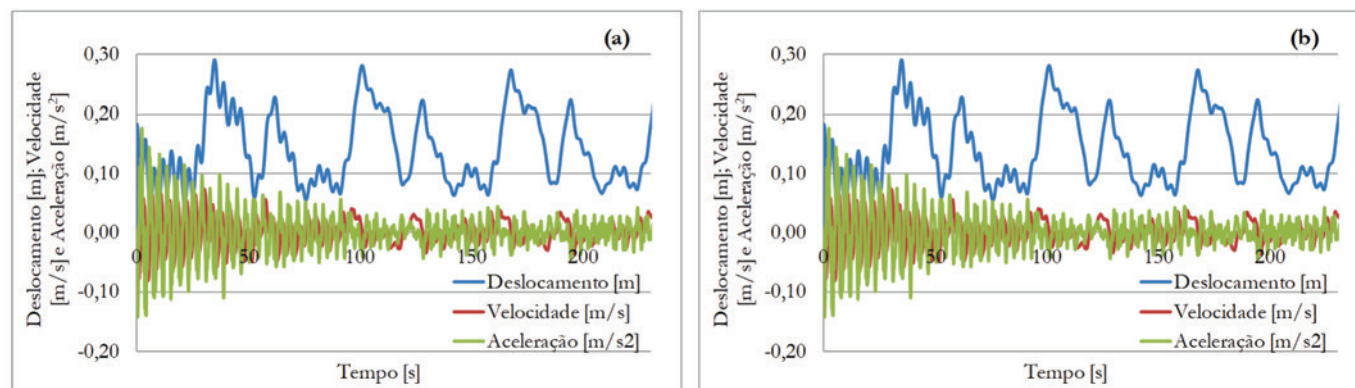 (a)
Deslocamento [m]; Velocidade
[m/s] e Aceleração [m/s²]
0,30
0,20
0,10
0,00
-0,10
-0,20
0
50
100
150
200
Deslocamento [m]
Velocidade [m/s]
Aceleração [m/s2]
Tempo [s]
(b)
Deslocamento [m]; Velocidade
[m/s] e Aceleração [m/s²]
0,30
0,20
0,10
0,00
-0,10
-0,20
0
50
100
150
200
Deslocamento [m]
Velocidade [m/s]
Aceleração [m/s2]
Tempo [s]